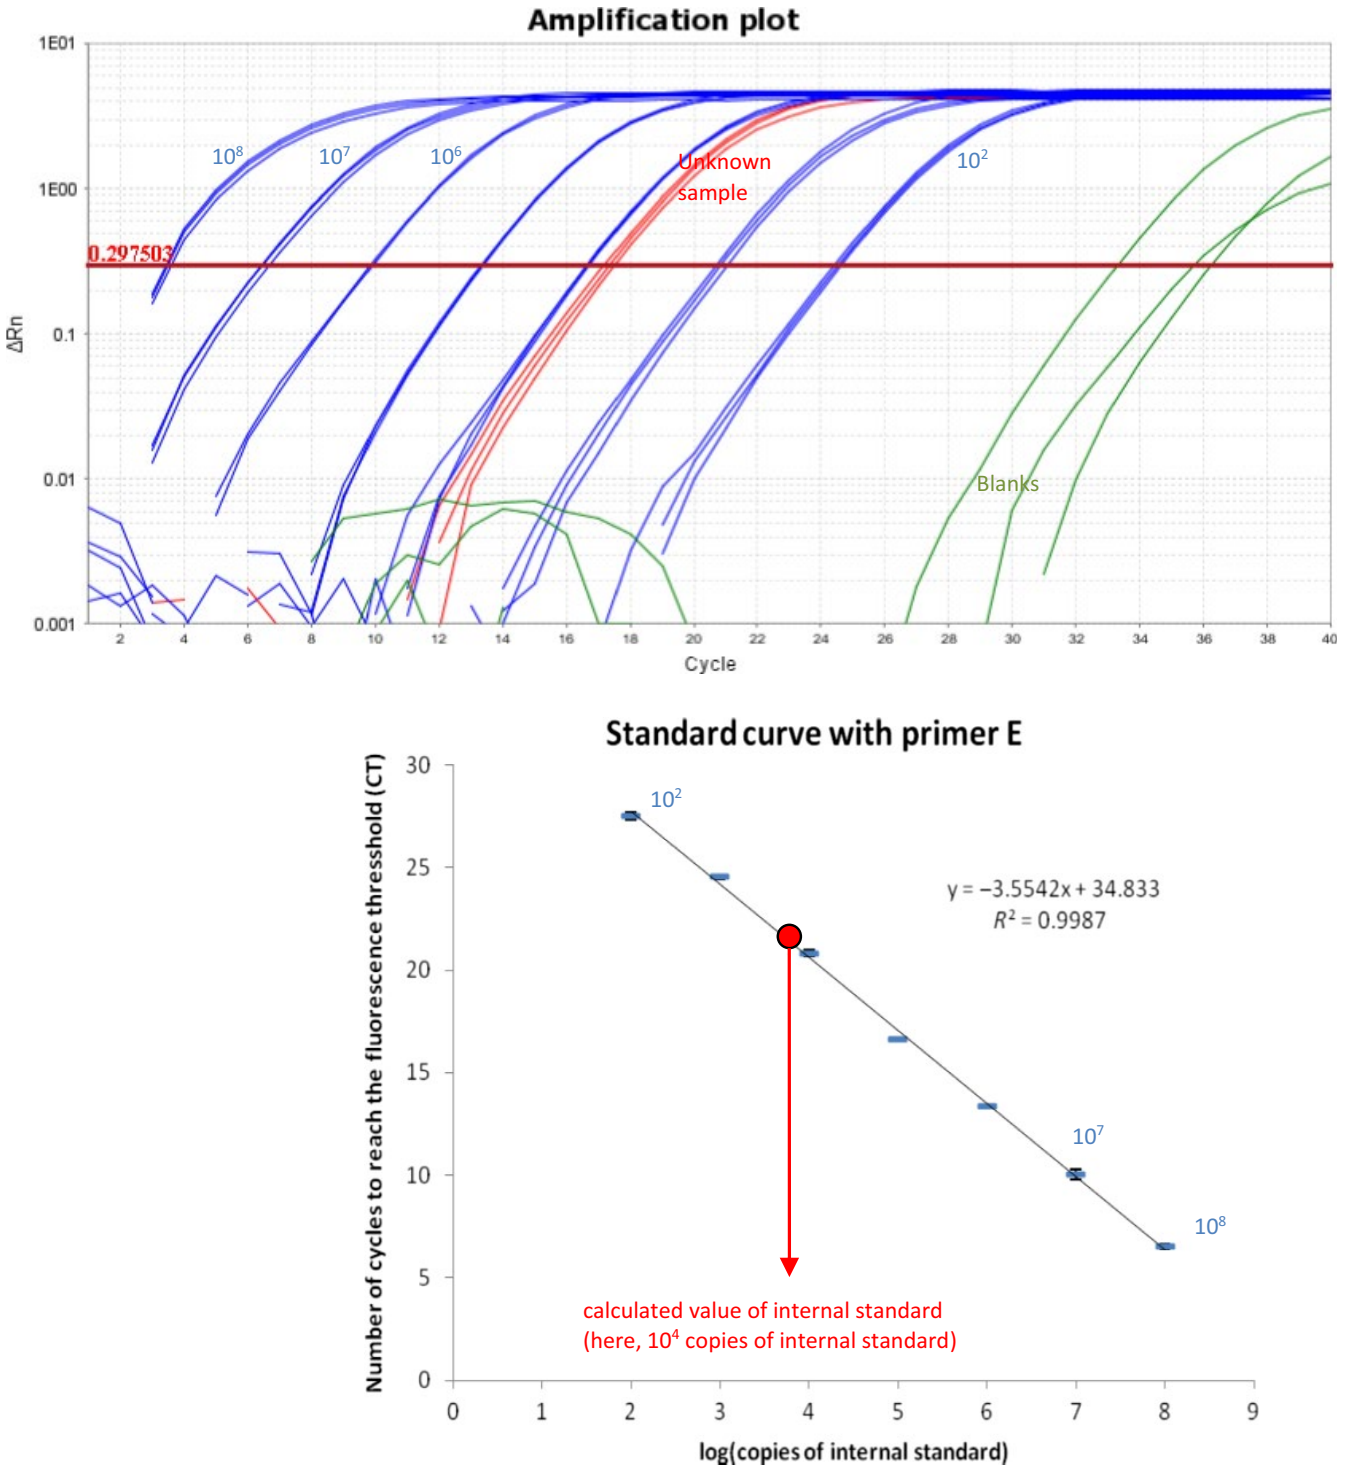 Amplification plot
1E01
10⁸
10⁷
10⁶
Unknown
sample
10²
1E00
0.297503
ΔRn
0.1
0.01
Blanks
0.001
2 4 6 8 10 12 14 16 18 20 22 24 26 28 30 32 34 36 38 40
Cycle
Standard curve with primer E
Number of cycles to reach the fluorescence thresshold (CT)
30
10²
25
y = −3.5542x + 34.833
R² = 0.9987
20
15
10⁷
10
10⁸
5
calculated value of internal standard
(here, 10⁴ copies of internal standard)
0
0 1 2 3 4 5 6 7 8 9
log(copies of internal standard)